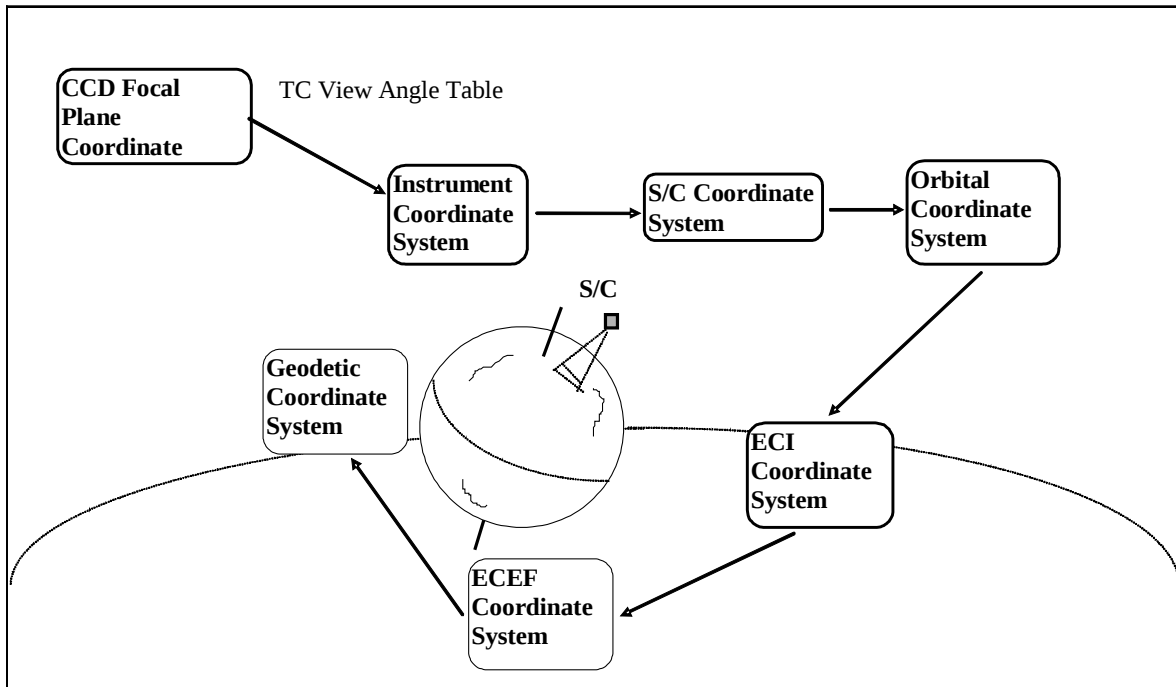 CCD Focal
Plane
Coordinate
TC View Angle Table
Instrument
Coordinate
System
S/C Coordinate
System
Orbital
Coordinate
System
S/C
Geodetic
Coordinate
System
ECI
Coordinate
System
ECEF
Coordinate
System